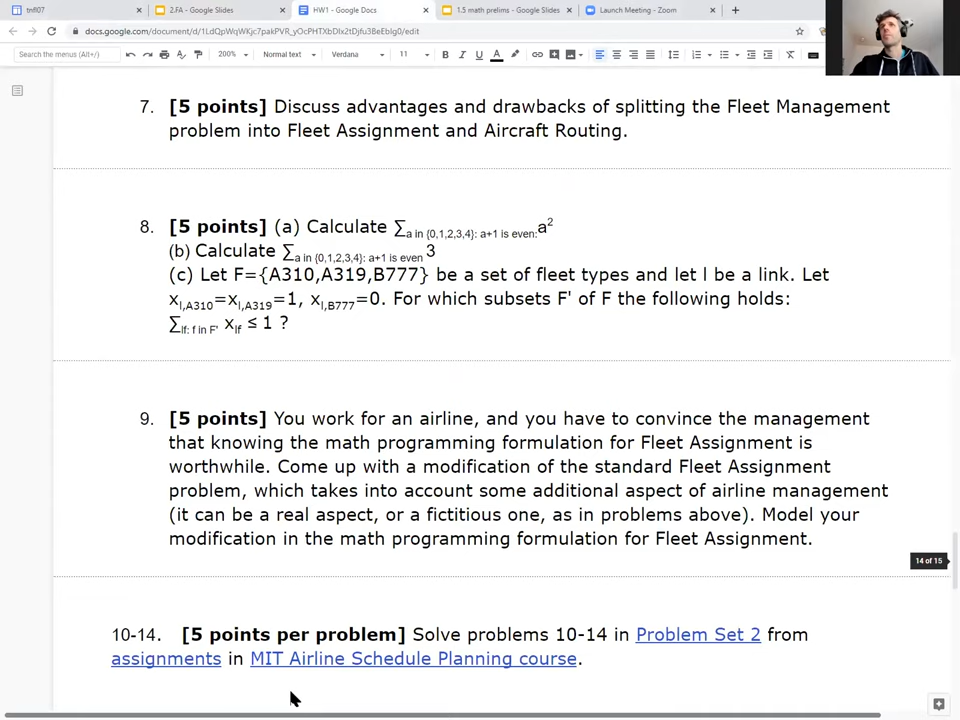 tnfl07
2.FA - Google Slides
HW1 - Google Docs
1.5 math prelims - Google Slides
Launch Meeting - Zoom
docs.google.com/document/d/1LdQpWqWKjc7pakPVR_yOcPHTXbDlx2tDjfu3BeEbIg0/edit
Search the menus (Alt+/)
200%
Normal text
Verdana
11
7. [5 points] Discuss advantages and drawbacks of splitting the Fleet Management
problem into Fleet Assignment and Aircraft Routing.
8. [5 points] (a) Calculate ∑a in {0,1,2,3,4}: a+1 is even:a²
(b) Calculate ∑a in {0,1,2,3,4}: a+1 is even 3
(c) Let F={A310,A319,B777} be a set of fleet types and let l be a link. Let
xl,A310=xl,A319=1, xl,B777=0. For which subsets F' of F the following holds:
∑lf: f in F' xlf ≤ 1 ?
9. [5 points] You work for an airline, and you have to convince the management
that knowing the math programming formulation for Fleet Assignment is
worthwhile. Come up with a modification of the standard Fleet Assignment
problem, which takes into account some additional aspect of airline management
(it can be a real aspect, or a fictitious one, as in problems above). Model your
modification in the math programming formulation for Fleet Assignment.
14 of 15
10-14. [5 points per problem] Solve problems 10-14 in Problem Set 2 from
assignments in MIT Airline Schedule Planning course.